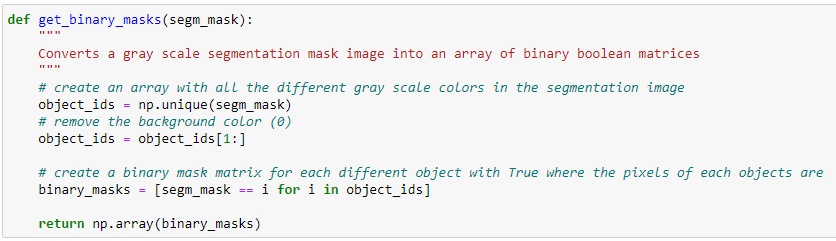 def get_binary_masks(segm_mask):
    """
    Converts a gray scale segmentation mask image into an array of binary boolean matrices
    """
    # create an array with all the different gray scale colors in the segmentation image
    object_ids = np.unique(segm_mask)
    # remove the background color (0)
    object_ids = object_ids[1:]

    # create a binary mask matrix for each different object with True where the pixels of each objects are
    binary_masks = [segm_mask == i for i in object_ids]

    return np.array(binary_masks)